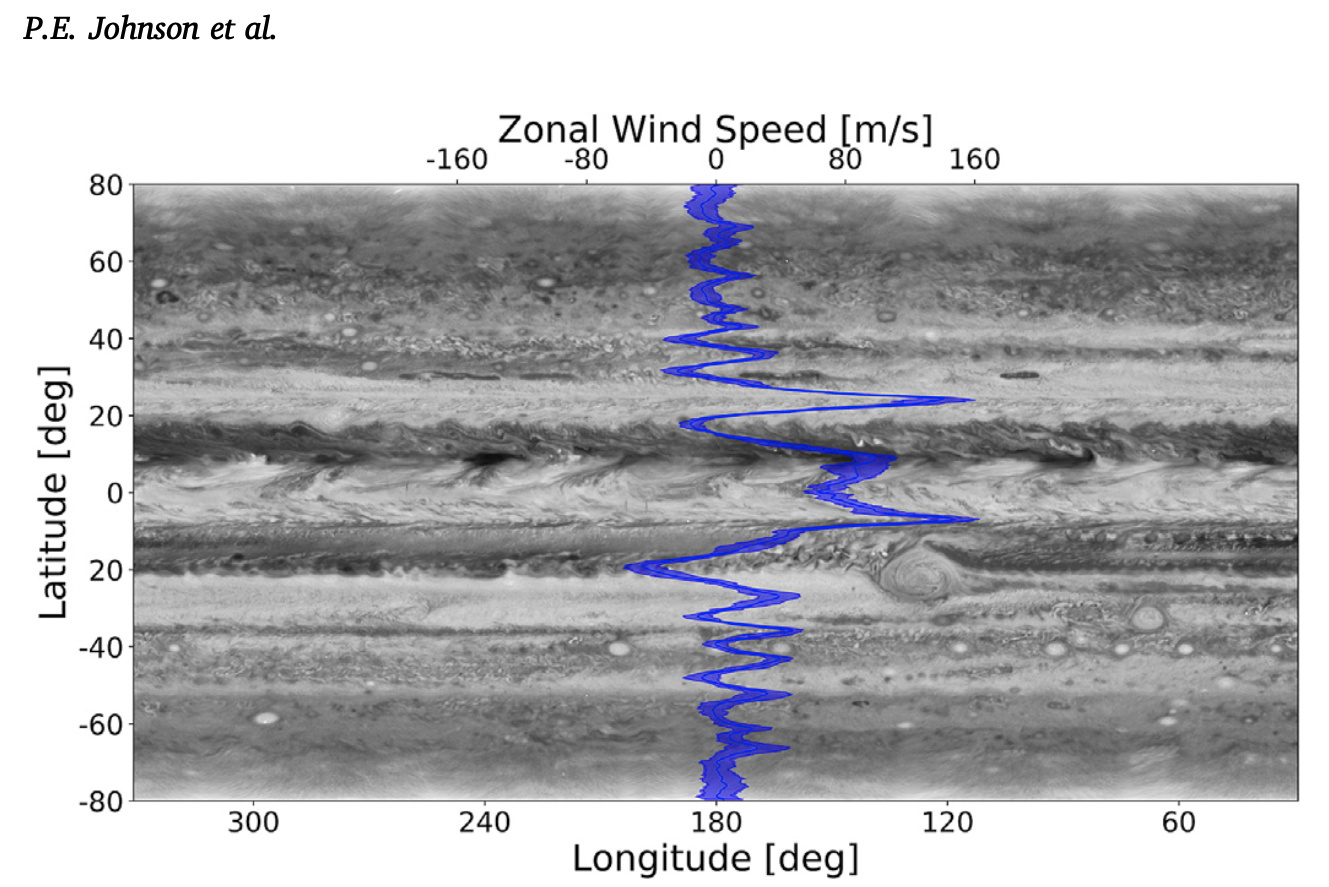 P.E. Johnson et al.
Zonal Wind Speed [m/s]
-160 -80 0 80 160
80
60
40
20
0
20
-40
-60
-80
Latitude [deg]
300 240 180 120 60
Longitude [deg]